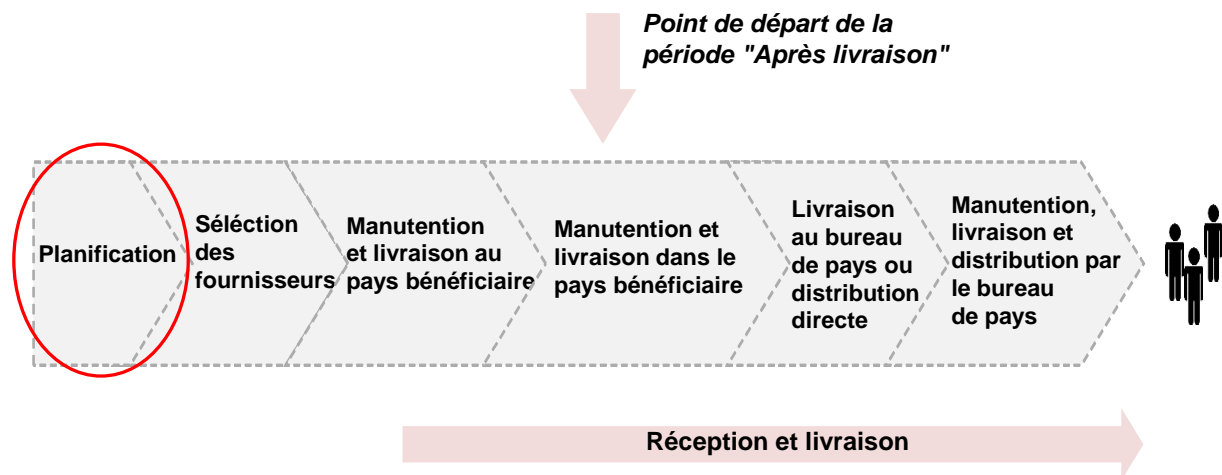 Point de départ de la
période "Après livraison"
Planification
Séléction
des
fournisseurs
Manutention
et livraison au
pays bénéficiaire
Manutention et
livraison dans le
pays bénéficiaire
Livraison
au bureau
de pays ou
distribution
directe
Manutention,
livraison et
distribution par
le bureau
de pays
Réception et livraison